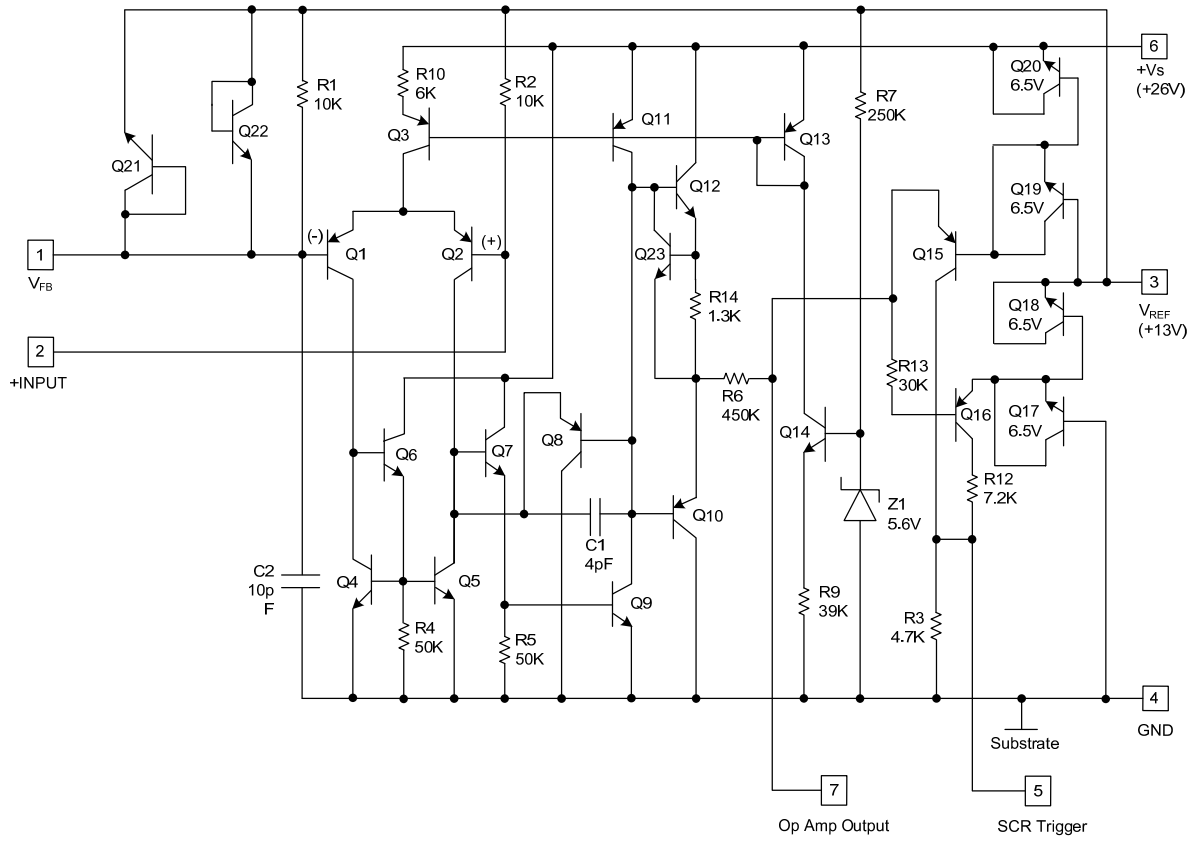 R1
10K
R10
6K
R2
10K
R7
250K
Q20
6.5V
6
+Vs
(+26V)
Q3
Q11
Q13
Q22
Q21
Q12
Q19
6.5V
1
VFB
(-)
Q1
Q2
(+)
Q23
Q15
R14
1.3K
Q18
6.5V
3
VREF
(+13V)
2
+INPUT
R6
450K
R13
30K
Q16
Q17
6.5V
Q6
Q7
Q8
Q14
R12
7.2K
Z1
5.6V
Q10
C1
4pF
C2
10p
F
Q4
Q5
Q9
R9
39K
R4
50K
R5
50K
R3
4.7K
4
GND
Substrate
7
Op Amp Output
5
SCR Trigger